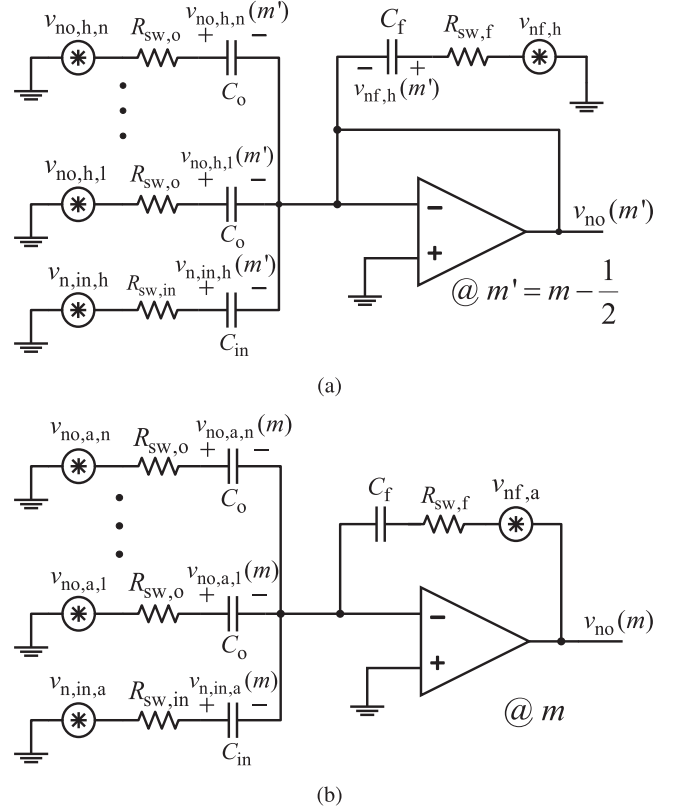 v_no,h,n R_sw,o v_no,h,n(m')
+ −
C_o
C_f R_sw,f v_nf,h
− +
v_nf,h(m')
v_no,h,1 R_sw,o v_no,h,1(m')
+ −
C_o
v_n,in,h R_sw,in v_n,in,h(m')
+ −
C_in
−
+
v_no(m')
@ m' = m − 1/2
(a)
v_no,a,n R_sw,o v_no,a,n(m)
+ −
C_o
C_f R_sw,f v_nf,a
v_no,a,1 R_sw,o v_no,a,1(m)
+ −
C_o
v_n,in,a R_sw,in v_n,in,a(m)
+ −
C_in
−
+
v_no(m)
@ m
(b)